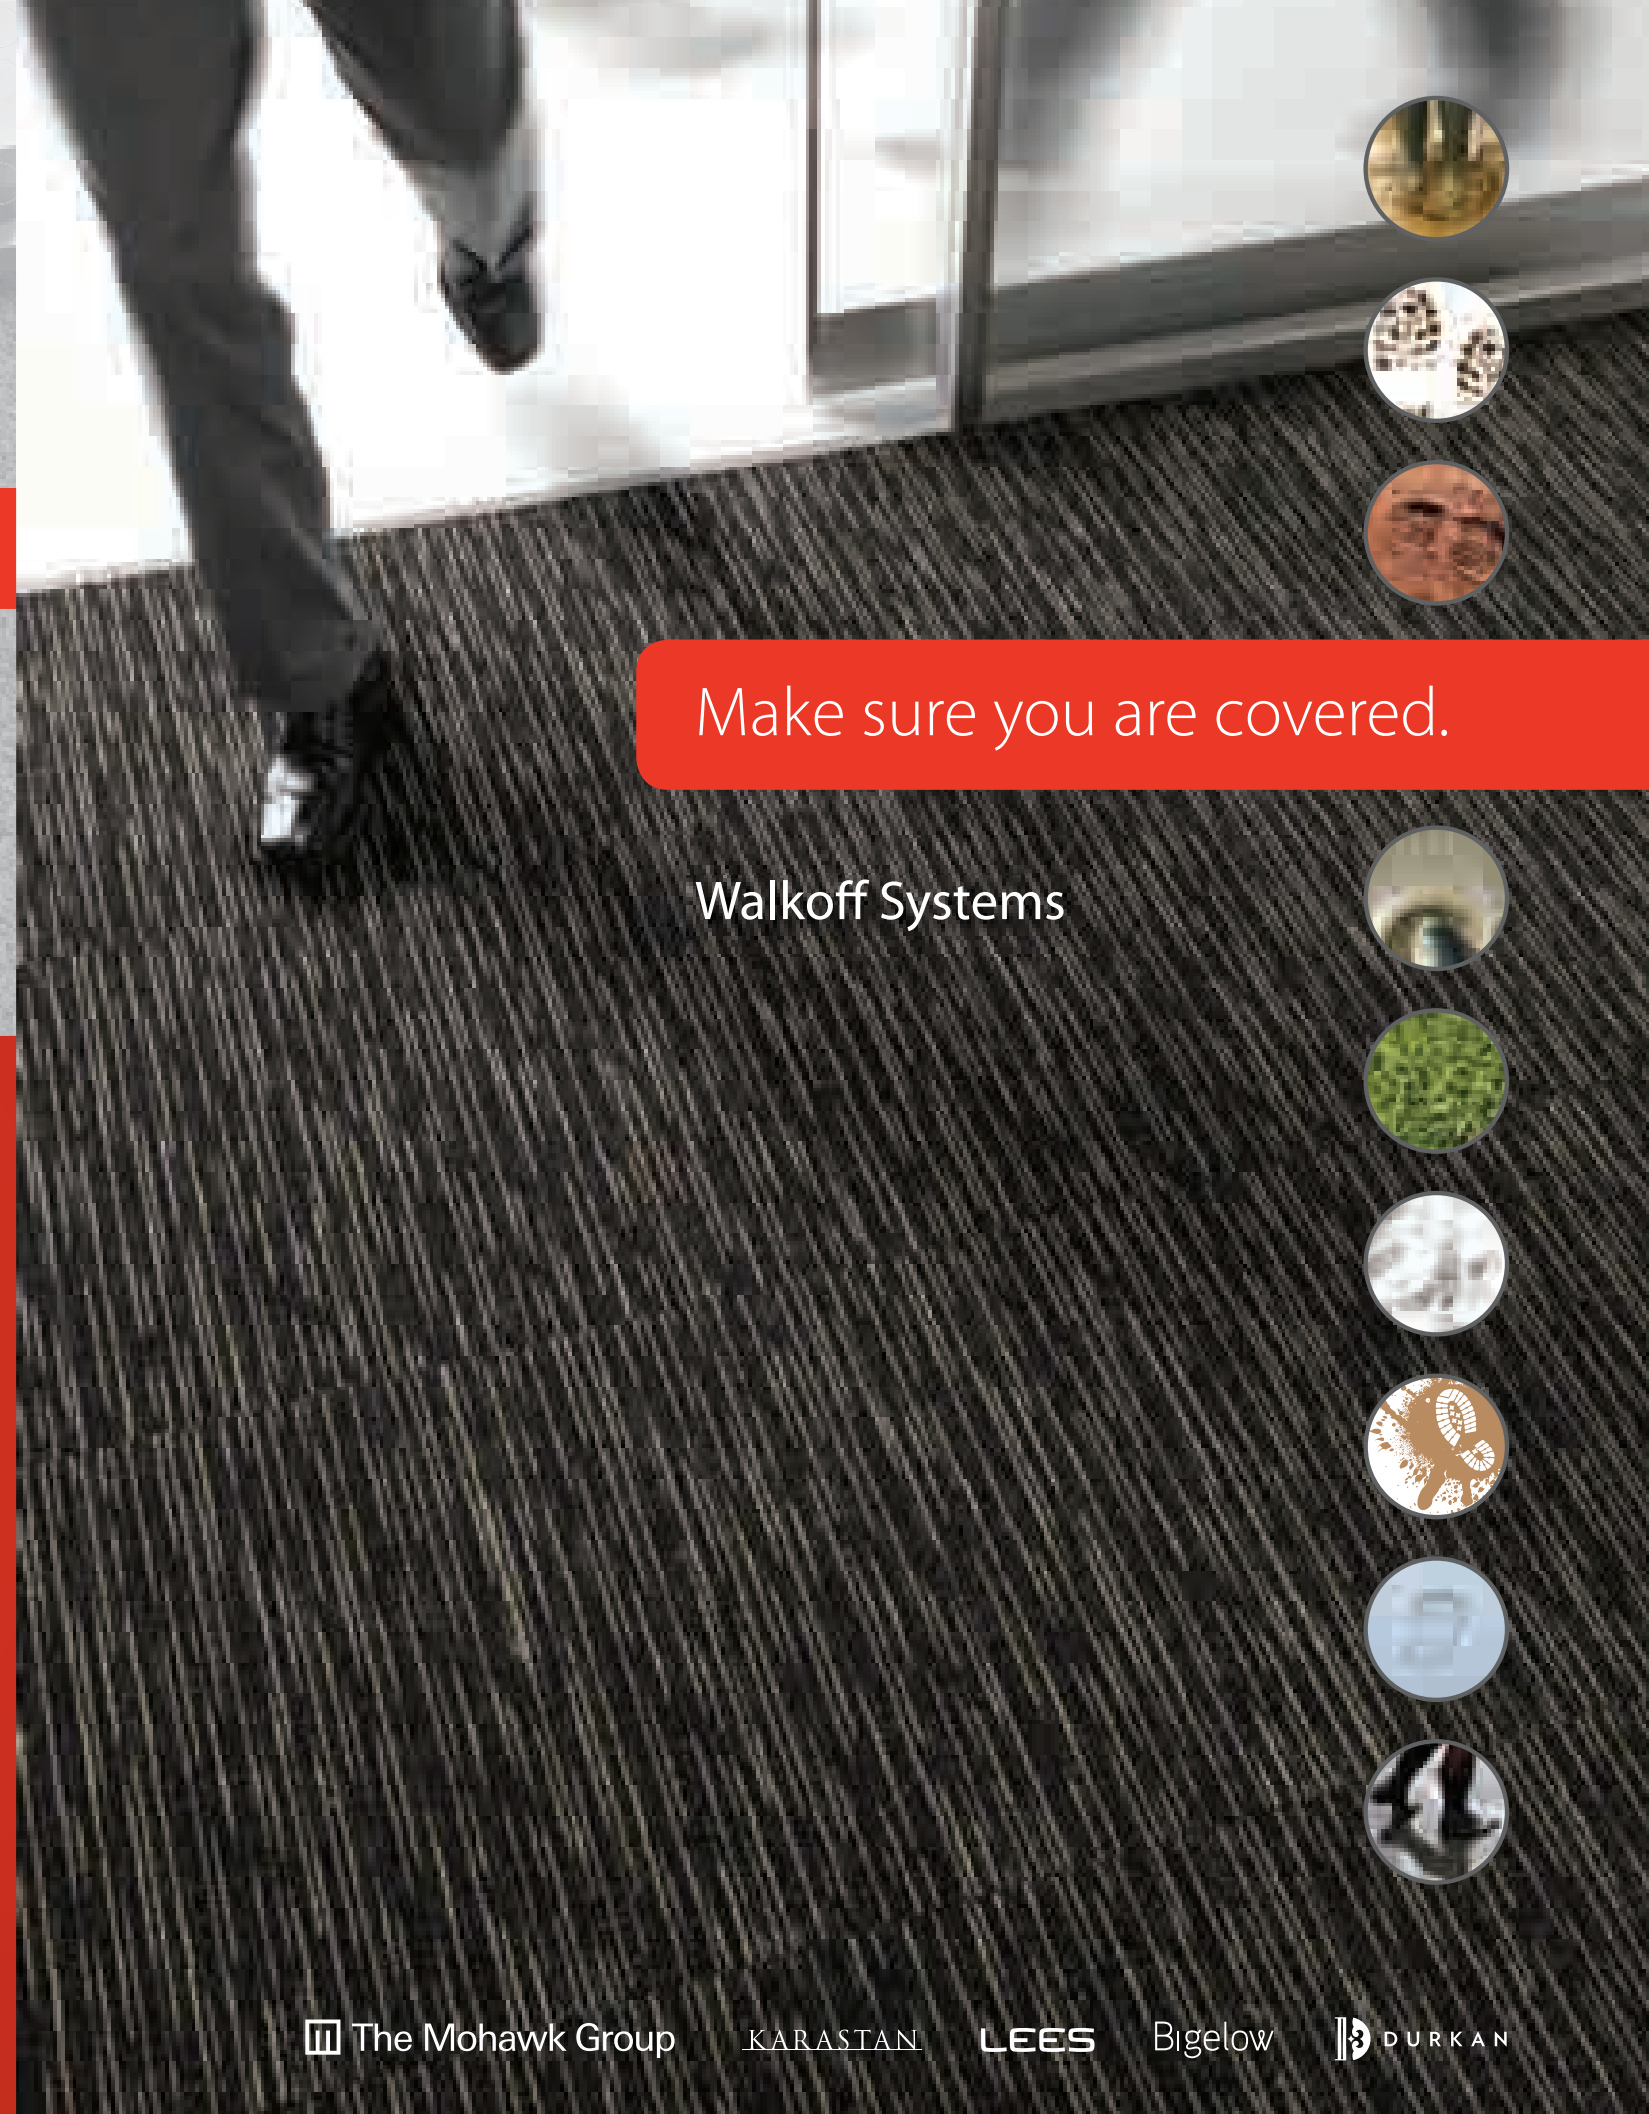 Make sure you are covered.
Walkoff Systems
The Mohawk Group KARASTAN LEES Bigelow DURKAN